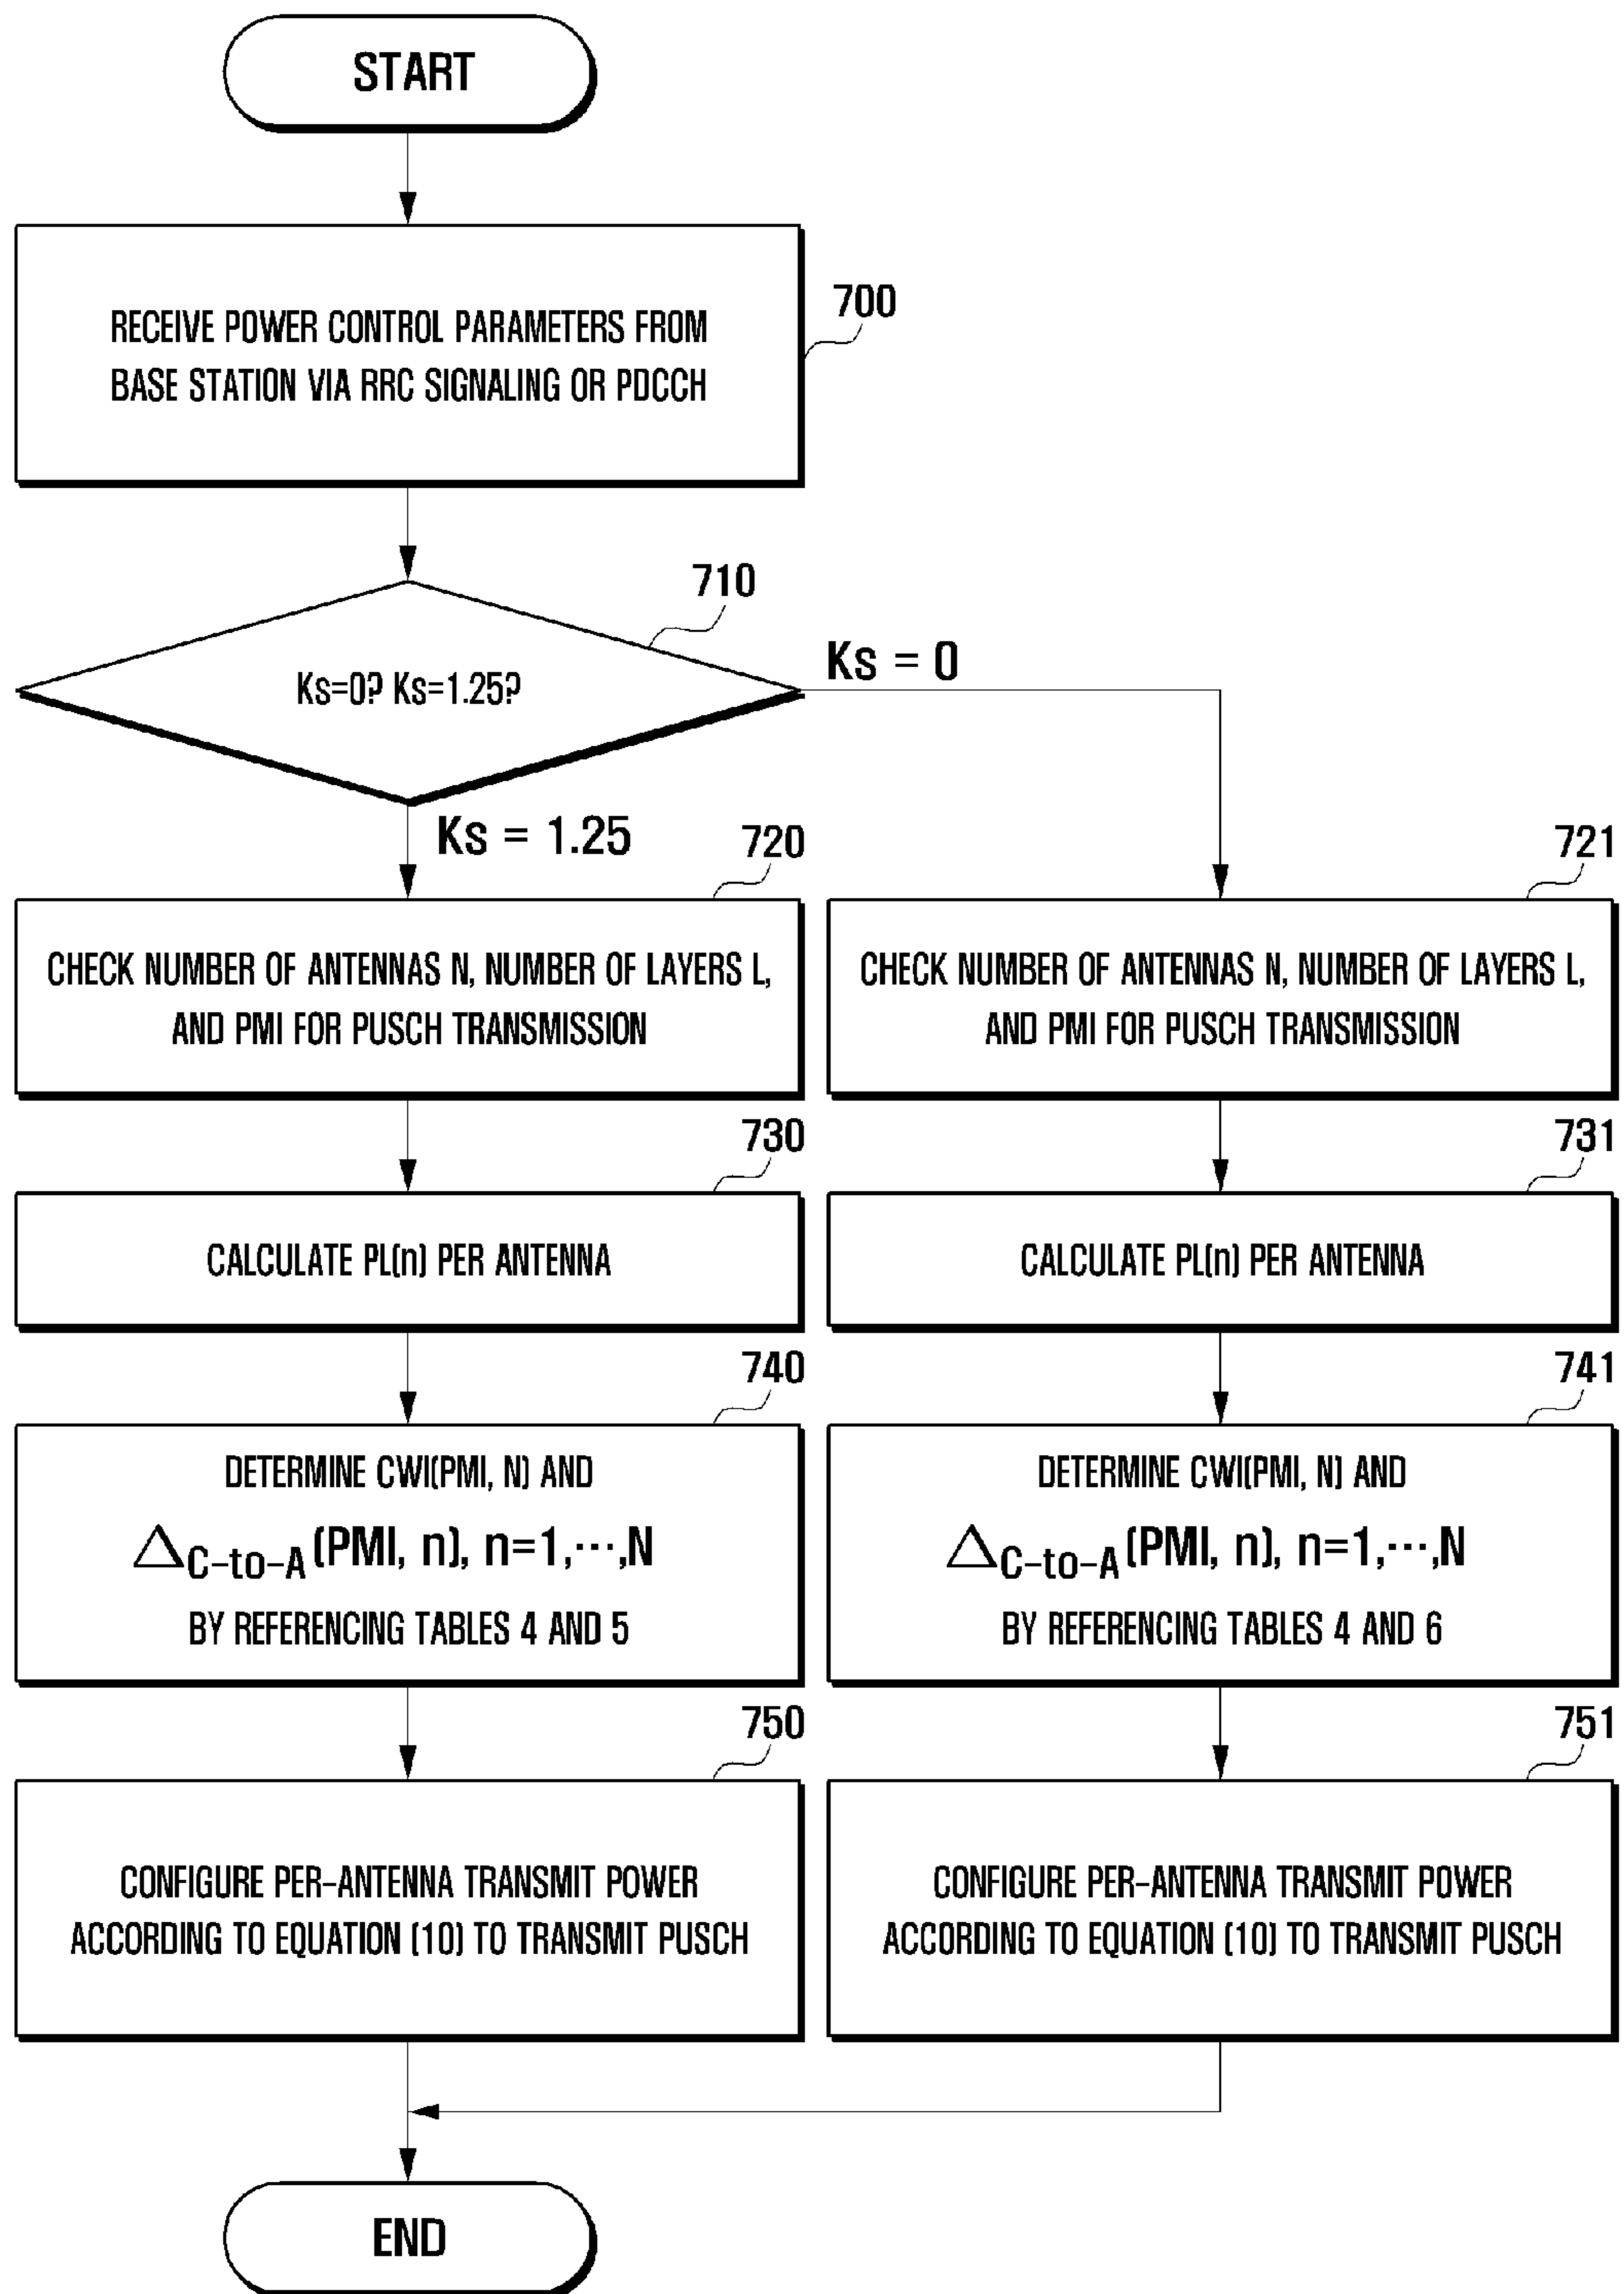 START
RECEIVE POWER CONTROL PARAMETERS FROM
BASE STATION VIA RRC SIGNALING OR PDCCH
700
710
Ks=0? Ks=1.25?
Ks = 0
Ks = 1.25
720
CHECK NUMBER OF ANTENNAS N, NUMBER OF LAYERS L,
AND PMI FOR PUSCH TRANSMISSION
721
CHECK NUMBER OF ANTENNAS N, NUMBER OF LAYERS L,
AND PMI FOR PUSCH TRANSMISSION
730
CALCULATE PL(n) PER ANTENNA
731
CALCULATE PL(n) PER ANTENNA
740
DETERMINE CWI(PMI, N) AND
△C-to-A(PMI, n), n=1,⋯,N
BY REFERENCING TABLES 4 AND 5
741
DETERMINE CWI(PMI, N) AND
△C-to-A(PMI, n), n=1,⋯,N
BY REFERENCING TABLES 4 AND 6
750
CONFIGURE PER-ANTENNA TRANSMIT POWER
ACCORDING TO EQUATION (10) TO TRANSMIT PUSCH
751
CONFIGURE PER-ANTENNA TRANSMIT POWER
ACCORDING TO EQUATION (10) TO TRANSMIT PUSCH
END